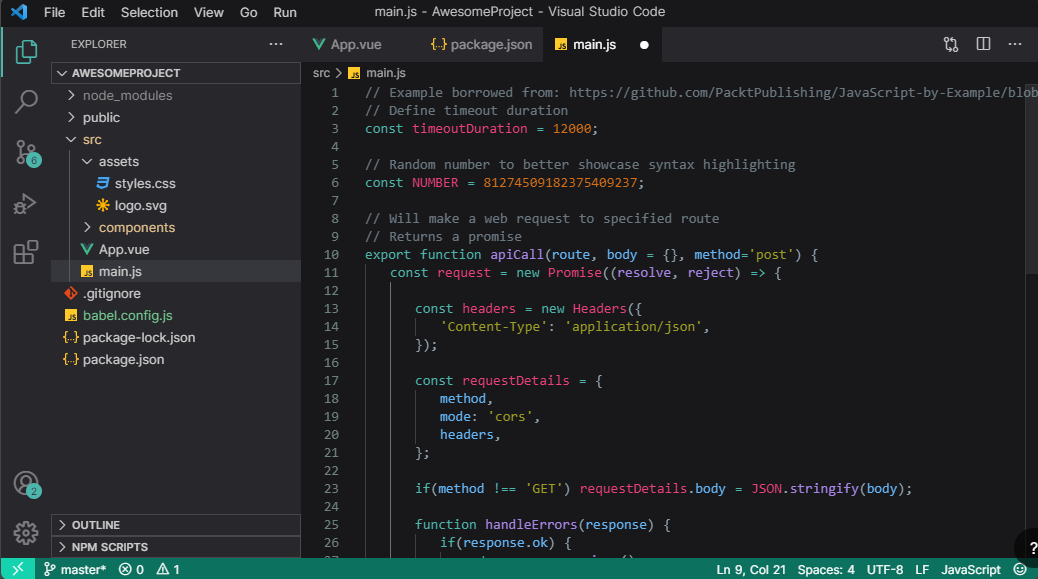 File Edit Selection View Go Run
main.js - AwesomeProject - Visual Studio Code
EXPLORER
AWESOMEPROJECT
node_modules
public
src
assets
styles.css
logo.svg
components
App.vue
main.js
.gitignore
babel.config.js
package-lock.json
package.json
OUTLINE
NPM SCRIPTS
6
2
App.vue {..} package.json JS main.js
src > JS main.js
1 // Example borrowed from: https://github.com/PacktPublishing/JavaScript-by-Example/blob
2 // Define timeout duration
3 const timeoutDuration = 12000;
4
5 // Random number to better showcase syntax highlighting
6 const NUMBER = 81274509182375409237;
7
8 // Will make a web request to specified route
9 // Returns a promise
10 export function apiCall(route, body = {}, method='post') {
11 const request = new Promise((resolve, reject) => {
12
13 const headers = new Headers({
14 'Content-Type': 'application/json',
15 });
16
17 const requestDetails = {
18 method,
19 mode: 'cors',
20 headers,
21 };
22
23 if(method !== 'GET') requestDetails.body = JSON.stringify(body);
24
25 function handleErrors(response) {
26 if(response.ok) {
?
master* 0 1
Ln 9, Col 21 Spaces: 4 UTF-8 LF JavaScript